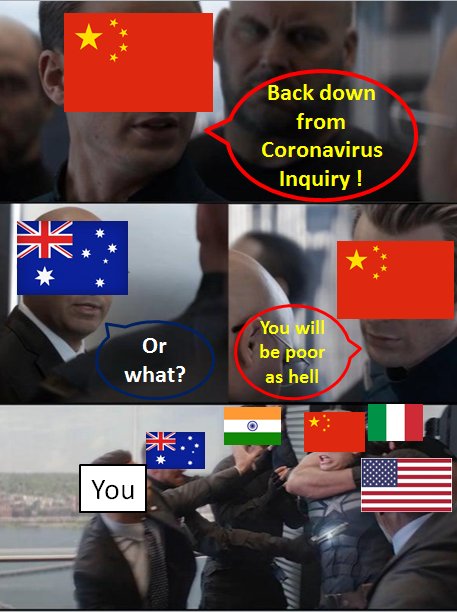 Back down
from
Coronavirus
Inquiry !
Or
what?
You will
be poor
as hell
You